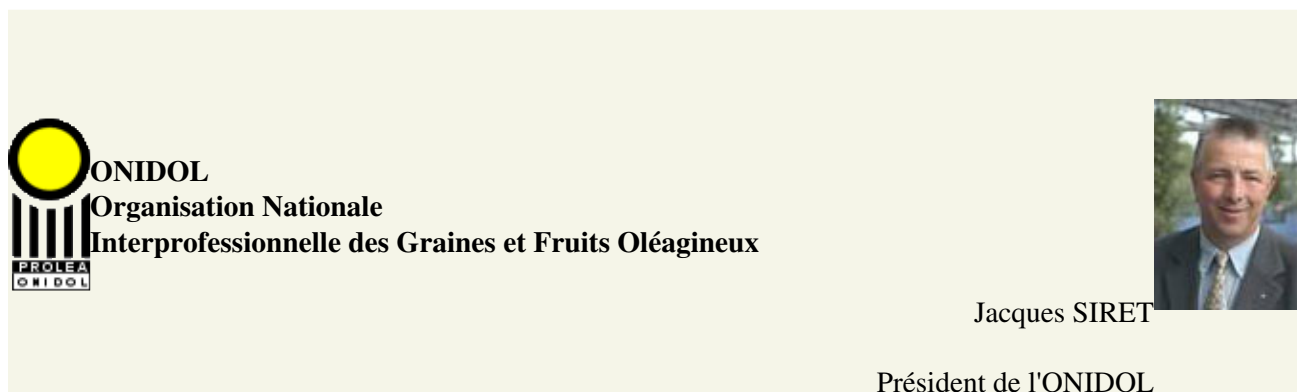 ONIDOL
Organisation Nationale
Interprofessionnelle des Graines et Fruits Oléagineux
PROLEA
ONIDOL
Jacques SIRET
Président de l'ONIDOL